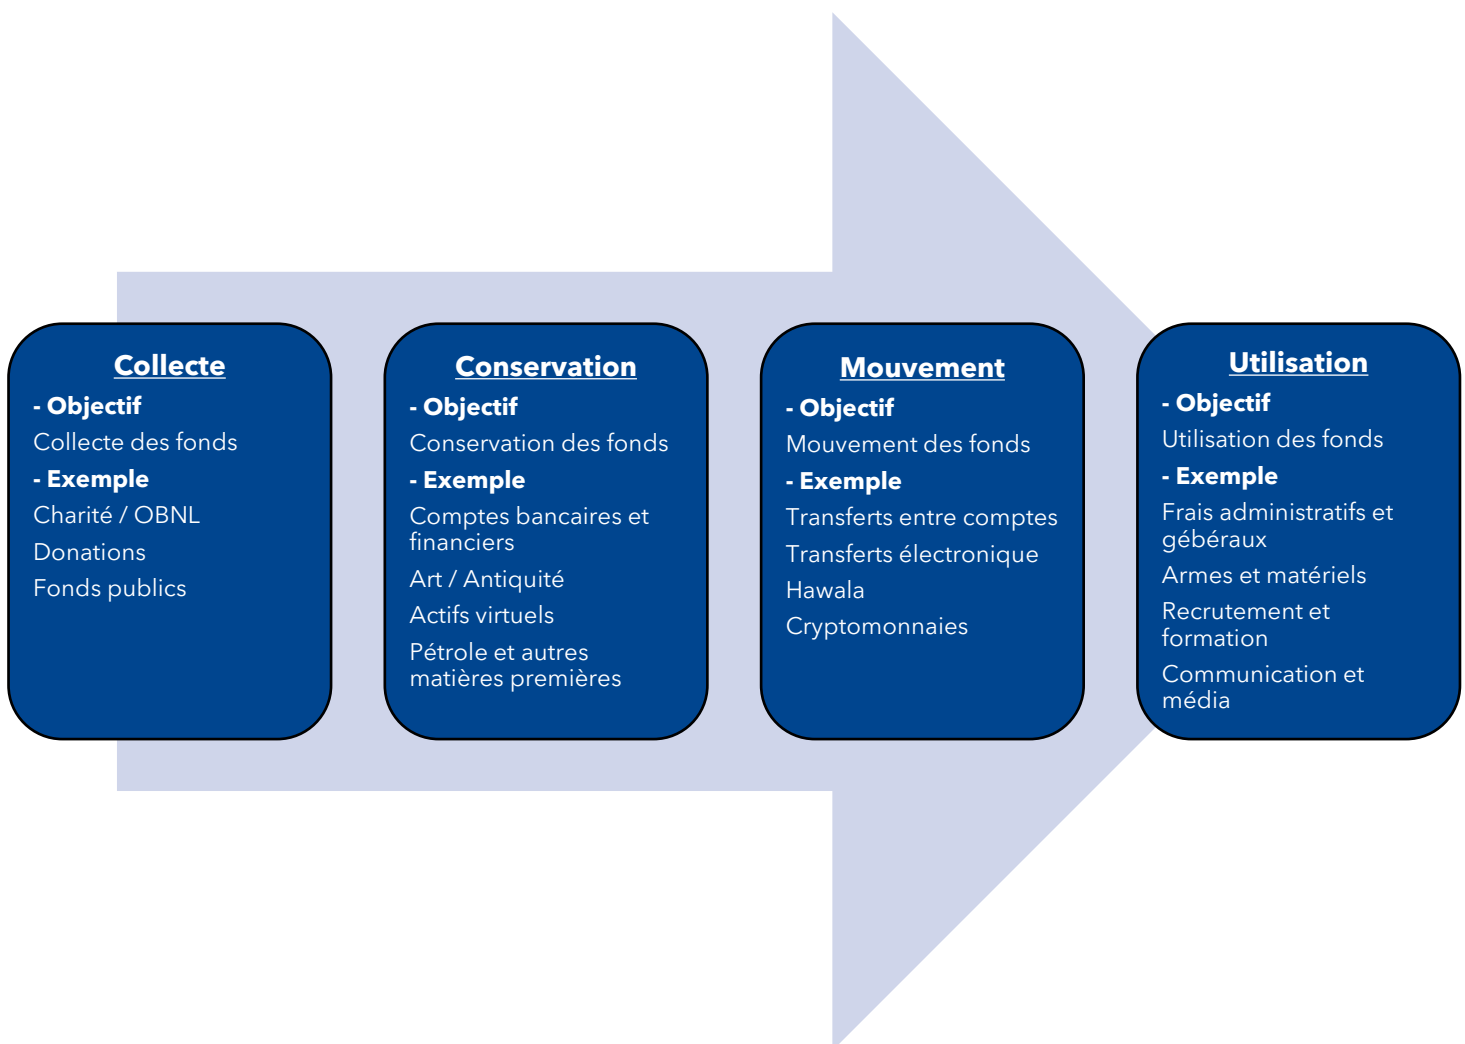 Collecte
- Objectif
Collecte des fonds
- Exemple
Charité / OBNL
Donations
Fonds publics
Conservation
- Objectif
Conservation des fonds
- Exemple
Comptes bancaires et
financiers
Art / Antiquité
Actifs virtuels
Pétrole et autres
matières premières
Mouvement
- Objectif
Mouvement des fonds
- Exemple
Transferts entre comptes
Transferts électronique
Hawala
Cryptomonnaies
Utilisation
- Objectif
Utilisation des fonds
- Exemple
Frais administratifs et
gébéraux
Armes et matériels
Recrutement et
formation
Communication et
média